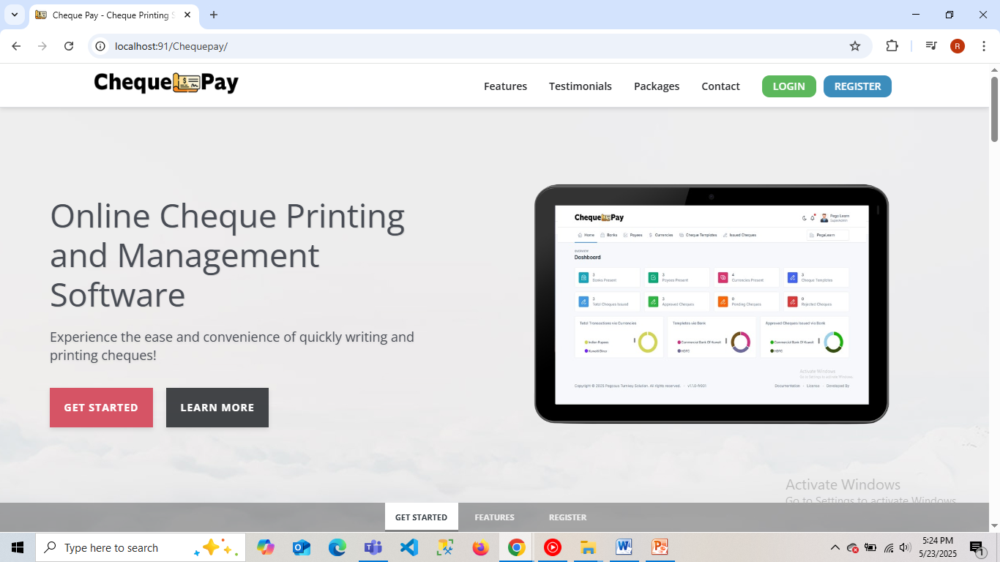 Cheque Pay - Cheque Printing S
localhost:91/Chequepay/
R
Cheque Pay
Features
Testimonials
Packages
Contact
LOGIN
REGISTER
Online Cheque Printing
and Management
Software
Experience the ease and convenience of quickly writing and
printing cheques!
GET STARTED
LEARN MORE
Cheque Pay
Pega Learn
SuperAdmin
Home
Banks
Payees
Currencies
Cheque Templates
Issued Cheques
PegaLearn
OVERVIEW
Dashboard
3
Banks Present
3
Payees Present
4
Currencies Present
3
Cheque Templates
3
Total Cheques Issued
3
Approved Cheques
0
Pending Cheques
0
Rejected Cheques
Total Transactions via Currencies
Indian Rupees
Kuwaiti Dinar
Templates via Bank
Commercial Bank Of Kuwait
HDFC
Approved Cheques Issued via Bank
Commercial Bank Of Kuwait
HDFC
Activate Windows
Go to Settings to activate Windows.
Copyright © 2025 Pegasus Turnkey Solution. All rights reserved.
Documentation · License · Developed By
Activate Windows
Go to Settings to activate Windows.
GET STARTED
FEATURES
REGISTER
Type here to search
5:24 PM
5/23/2025
1